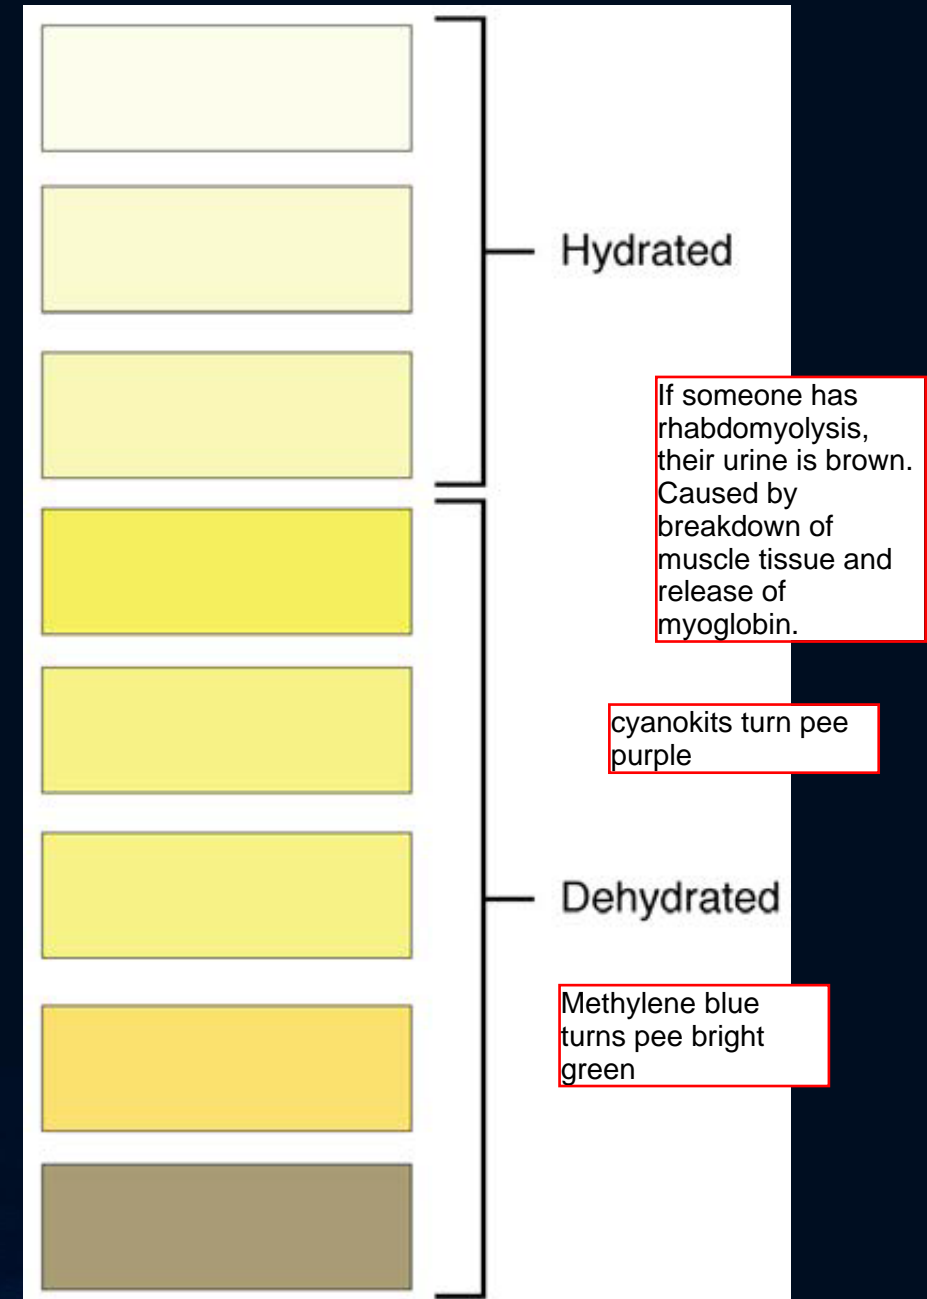 Hydrated
If someone has
rhabdomyolysis,
their urine is brown.
Caused by
breakdown of
muscle tissue and
release of
myoglobin.
cyanokits turn pee
purple
Dehydrated
Methylene blue
turns pee bright
green